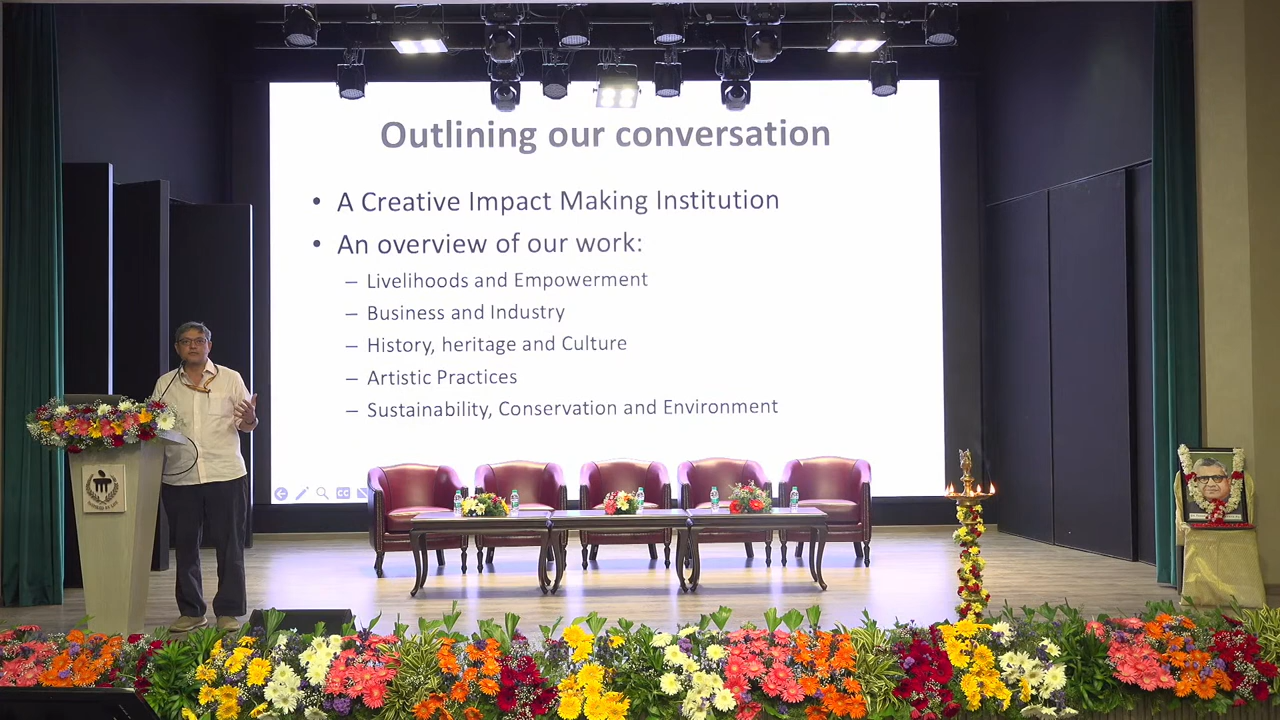 Outlining our conversation
• A Creative Impact Making Institution
• An overview of our work:
– Livelihoods and Empowerment
– Business and Industry
– History, heritage and Culture
– Artistic Practices
– Sustainability, Conservation and Environment
CC